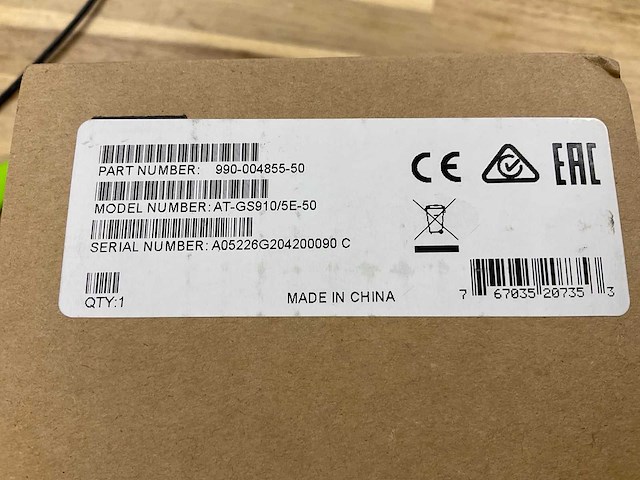 PART NUMBER: 990-004855-50
MODEL NUMBER: AT-GS910/5E-50
SERIAL NUMBER: A05226G204200090 C
QTY:1
MADE IN CHINA
CE EAC
7 67035 20735 3